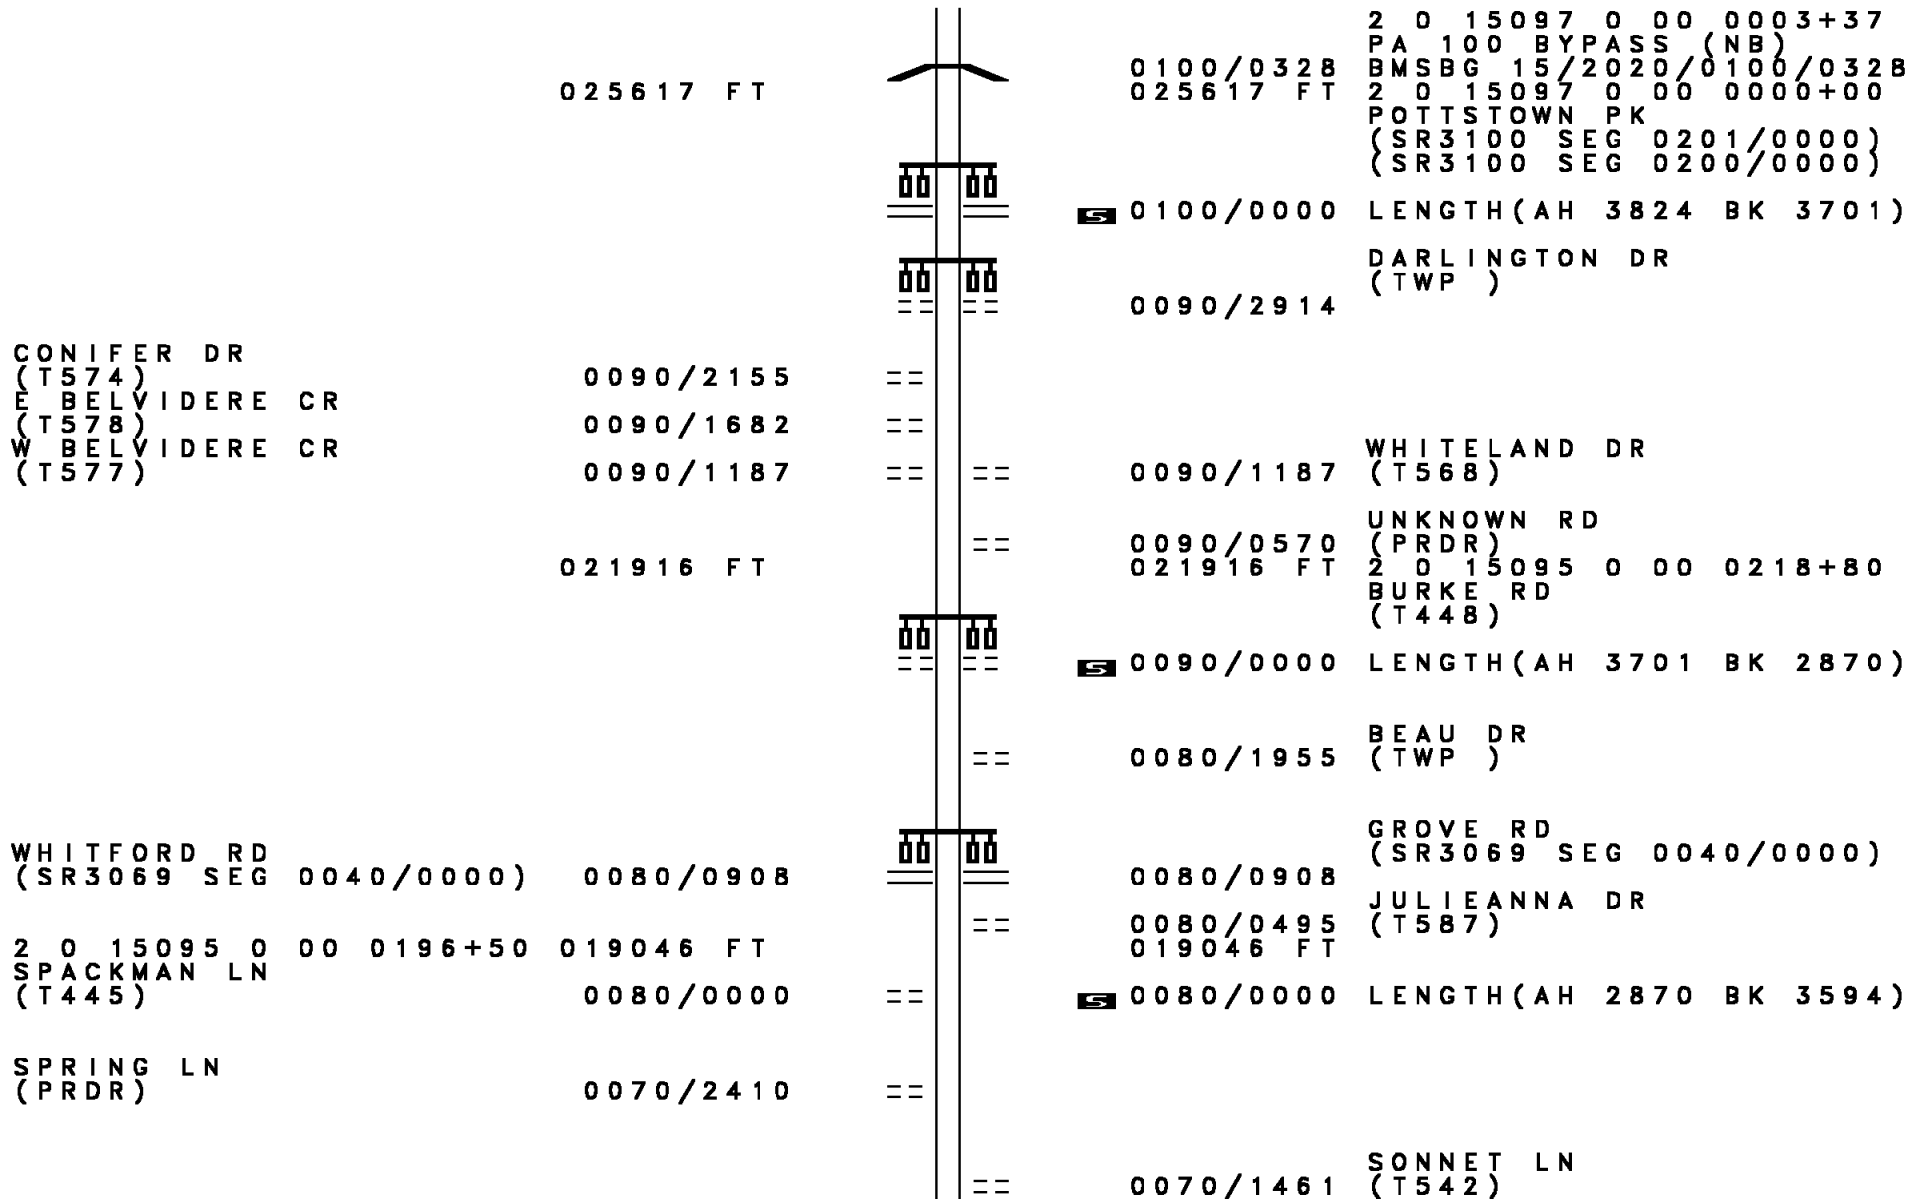 2 0 15097 0 00 0003+37
PA 100 BYPASS (NB)
0100/0328 BMSBG 15/2020/0100/0328
025617 FT 025617 FT 2 0 15097 0 00 0000+00
POTTSTOWN PK
(SR3100 SEG 0201/0000)
(SR3100 SEG 0200/0000)
S 0100/0000 LENGTH(AH 3824 BK 3701)
DARLINGTON DR
(TWP )
0090/2914
CONIFER DR
(T574) 0090/2155
E BELVIDERE CR
(T578) 0090/1682
W BELVIDERE CR WHITELAND DR
(T577) 0090/1187 0090/1187 (T568)
UNKNOWN RD
0090/0570 (PRDR)
021916 FT 021916 FT 2 0 15095 0 00 0218+80
BURKE RD
(T448)
S 0090/0000 LENGTH(AH 3701 BK 2870)
BEAU DR
0080/1955 (TWP )
GROVE RD
WHITFORD RD (SR3069 SEG 0040/0000)
(SR3069 SEG 0040/0000) 0080/0908 0080/0908
JULIEANNA DR
0080/0495 (T587)
2 0 15095 0 00 0196+50 019046 FT 019046 FT
SPACKMAN LN
(T445) 0080/0000 S 0080/0000 LENGTH(AH 2870 BK 3594)
SPRING LN
(PRDR) 0070/2410
SONNET LN
0070/1461 (T542)